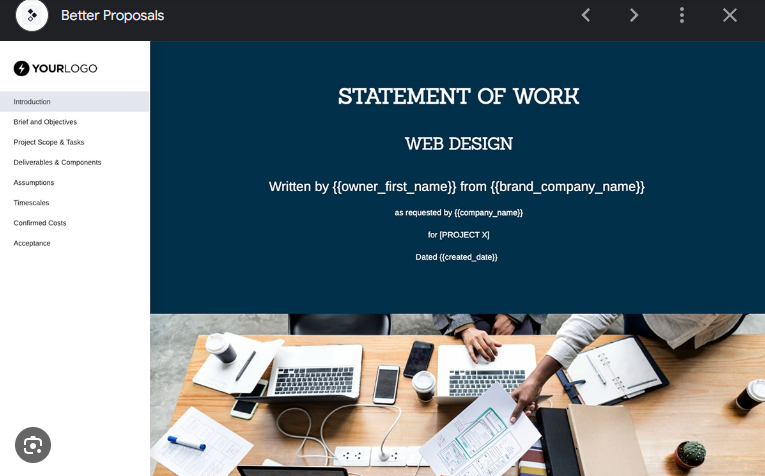 Better Proposals
YOURLOGO
Introduction
Brief and Objectives
Project Scope & Tasks
Deliverables & Components
Assumptions
Timescales
Confirmed Costs
Acceptance
STATEMENT OF WORK
WEB DESIGN
Written by {{owner_first_name}} from {{brand_company_name}}
as requested by {{company_name}}
for [PROJECT X]
Dated {{created_date}}